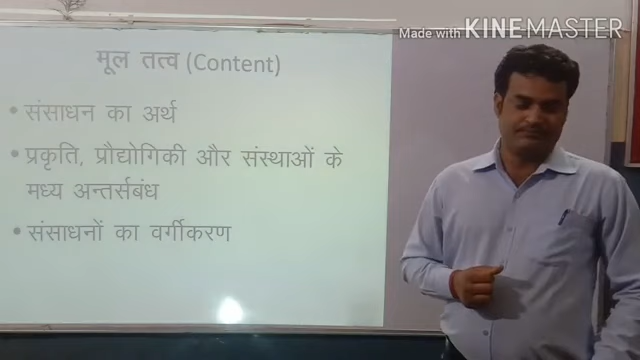 Made with KINEMASTER
मूल तत्व (Content)
• संसाधन का अर्थ
• प्रकृति, प्रौद्योगिकी और संस्थाओं के
मध्य अन्तर्सबंध
• संसाधनों का वर्गीकरण